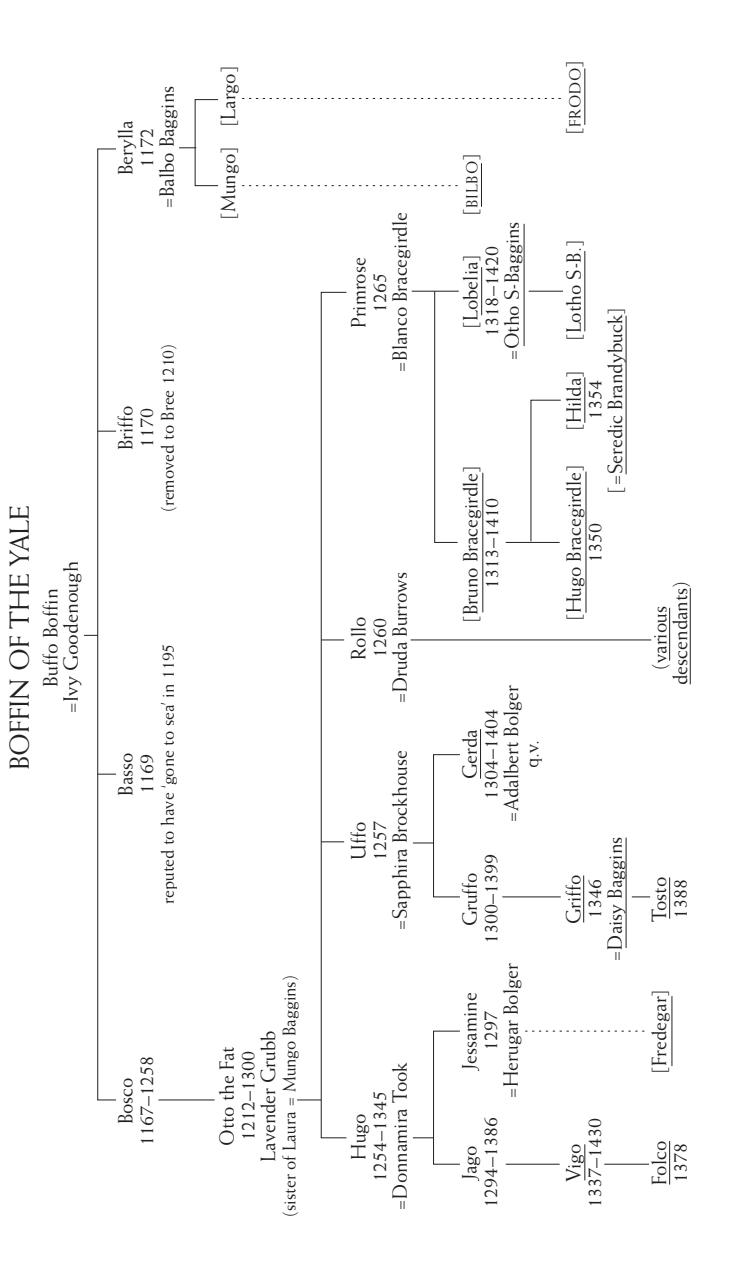 BOFFIN OF THE YALE
Buffo Boffin
=Ivy Goodenough
Bosco
1167–1258
Basso
1169
reputed to have 'gone to sea' in 1195
Briffo
1170
(removed to Bree 1210)
Berylla
1172
=Balbo Baggins
Otto the Fat
1212–1300
Lavender Grubb
(sister of Laura = Mungo Baggins)
[Mungo]
[Largo]
Hugo
1254–1345
=Donnamira Took
Uffo
1257
=Sapphira Brockhouse
Rollo
1260
=Druda Burrows
Primrose
1265
=Blanco Bracegirdle
Jago
1294–1386
Jessamine
1297
=Herugar Bolger
Gruffo
1300–1399
Gerda
1304–1404
=Adalbert Bolger
q.v.
[Bruno Bracegirdle]
1313–1410
[Lobelia]
1318–1420
=Otho S-Baggins
[BILBO]
Vigo
1337–1430
Griffo
1346
=Daisy Baggins
[Hugo Bracegirdle]
1350
[Hilda]
1354
[=Seredic Brandybuck]
[Lotho S-B.]
[FRODO]
Folco
1378
[Fredegar]
Tosto
1388
(various
descendants)